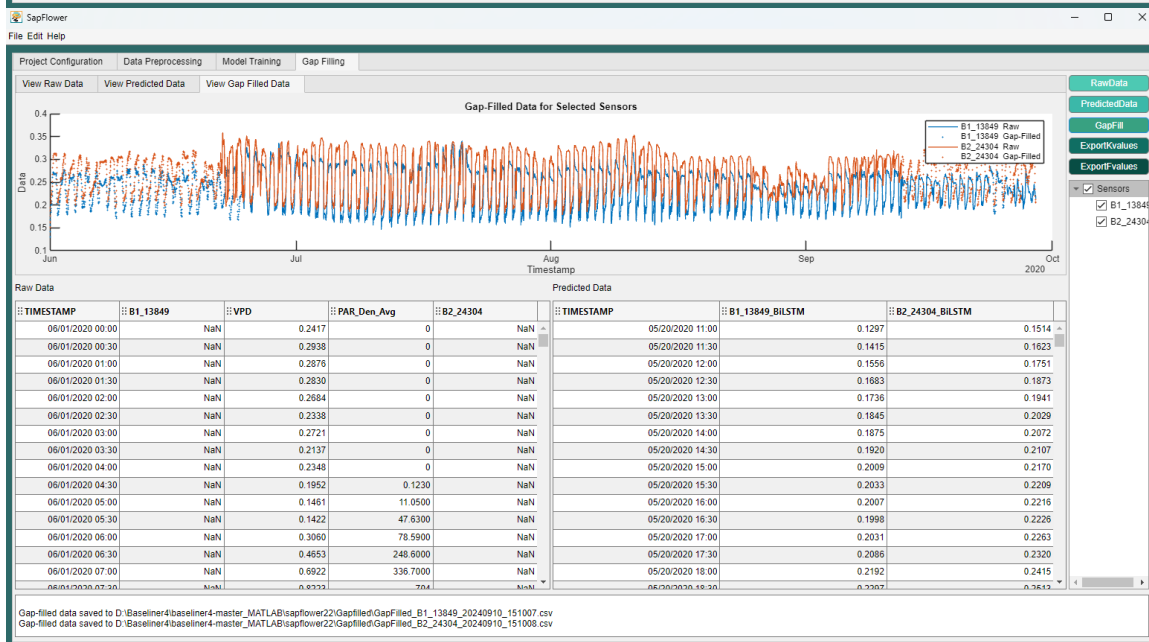 SapFlower
File Edit Help
Project Configuration Data Preprocessing Model Training Gap Filling
View Raw Data View Predicted Data View Gap Filled Data
RawData
PredictedData
GapFill
ExportKvalues
ExportFvalues
Sensors
B1_13849
B2_24304
Gap-Filled Data for Selected Sensors
B1_13849 Raw
B1_13849 Gap-Filled
B2_24304 Raw
B2_24304 Gap-Filled
Data
0.4
0.35
0.3
0.25
0.2
0.15
0.1
Jun Jul Aug Sep Oct
Timestamp 2020
Raw Data
TIMESTAMP B1_13849 VPD PAR_Den_Avg B2_24304
06/01/2020 00:00 NaN 0.2417 0 NaN
06/01/2020 00:30 NaN 0.2938 0 NaN
06/01/2020 01:00 NaN 0.2876 0 NaN
06/01/2020 01:30 NaN 0.2830 0 NaN
06/01/2020 02:00 NaN 0.2684 0 NaN
06/01/2020 02:30 NaN 0.2338 0 NaN
06/01/2020 03:00 NaN 0.2721 0 NaN
06/01/2020 03:30 NaN 0.2137 0 NaN
06/01/2020 04:00 NaN 0.2348 0 NaN
06/01/2020 04:30 NaN 0.1952 0.1230 NaN
06/01/2020 05:00 NaN 0.1461 11.0500 NaN
06/01/2020 05:30 NaN 0.1422 47.6300 NaN
06/01/2020 06:00 NaN 0.3060 78.5900 NaN
06/01/2020 06:30 NaN 0.4653 248.6000 NaN
06/01/2020 07:00 NaN 0.6922 336.7000 NaN
06/01/2020 07:30 NaN 0.8223 704 NaN
Predicted Data
TIMESTAMP B1_13849_BiLSTM B2_24304_BiLSTM
05/20/2020 11:00 0.1297 0.1514
05/20/2020 11:30 0.1415 0.1623
05/20/2020 12:00 0.1556 0.1751
05/20/2020 12:30 0.1683 0.1873
05/20/2020 13:00 0.1736 0.1941
05/20/2020 13:30 0.1845 0.2029
05/20/2020 14:00 0.1875 0.2072
05/20/2020 14:30 0.1920 0.2107
05/20/2020 15:00 0.2009 0.2170
05/20/2020 15:30 0.2033 0.2209
05/20/2020 16:00 0.2007 0.2216
05/20/2020 16:30 0.1998 0.2226
05/20/2020 17:00 0.2031 0.2263
05/20/2020 17:30 0.2086 0.2320
05/20/2020 18:00 0.2192 0.2415
05/20/2020 18:30 0.2297 0.2513
Gap-filled data saved to D:\Baseliner4\baseliner4-master_MATLAB\sapflower22\Gapfilled\GapFilled_B1_13849_20240910_151007.csv
Gap-filled data saved to D:\Baseliner4\baseliner4-master_MATLAB\sapflower22\Gapfilled\GapFilled_B2_24304_20240910_151008.csv